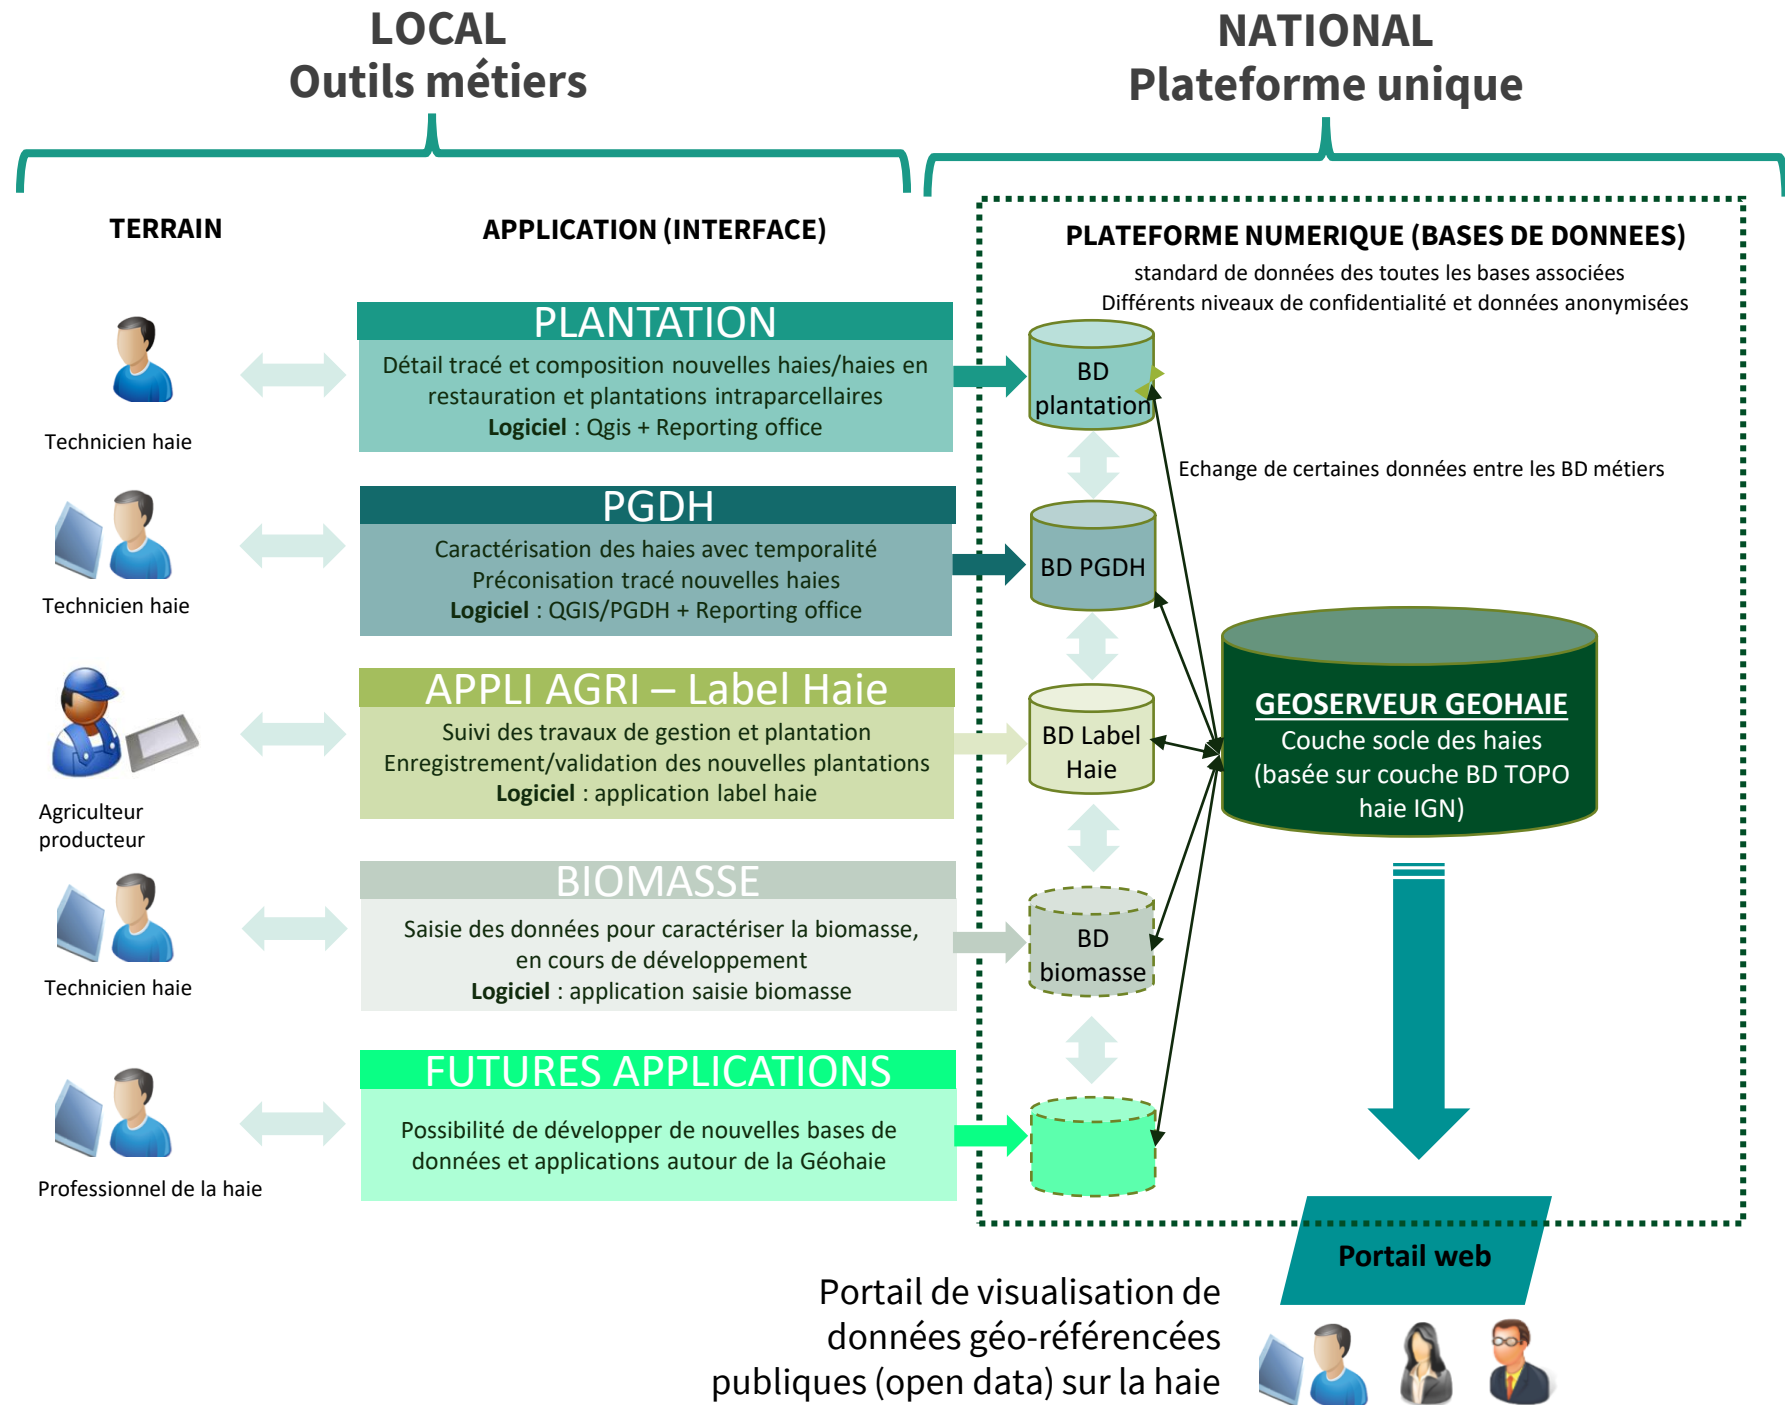 LOCAL
Outils métiers
NATIONAL
Plateforme unique
TERRAIN
APPLICATION (INTERFACE)
PLATEFORME NUMERIQUE (BASES DE DONNEES)
standard de données des toutes les bases associées
Différents niveaux de confidentialité et données anonymisées
Technicien haie
PLANTATION
Détail tracé et composition nouvelles haies/haies en
restauration et plantations intraparcellaires
Logiciel : Qgis + Reporting office
BD
plantation
Echange de certaines données entre les BD métiers
Technicien haie
PGDH
Caractérisation des haies avec temporalité
Préconisation tracé nouvelles haies
Logiciel : QGIS/PGDH + Reporting office
BD PGDH
Agriculteur
producteur
APPLI AGRI – Label Haie
Suivi des travaux de gestion et plantation
Enregistrement/validation des nouvelles plantations
Logiciel : application label haie
BD Label
Haie
GEOSERVEUR GEOHAIE
Couche socle des haies
(basée sur couche BD TOPO
haie IGN)
Technicien haie
BIOMASSE
Saisie des données pour caractériser la biomasse,
en cours de développement
Logiciel : application saisie biomasse
BD
biomasse
Professionnel de la haie
FUTURES APPLICATIONS
Possibilité de développer de nouvelles bases de
données et applications autour de la Géohaie
Portail web
Portail de visualisation de
données géo-référencées
publiques (open data) sur la haie